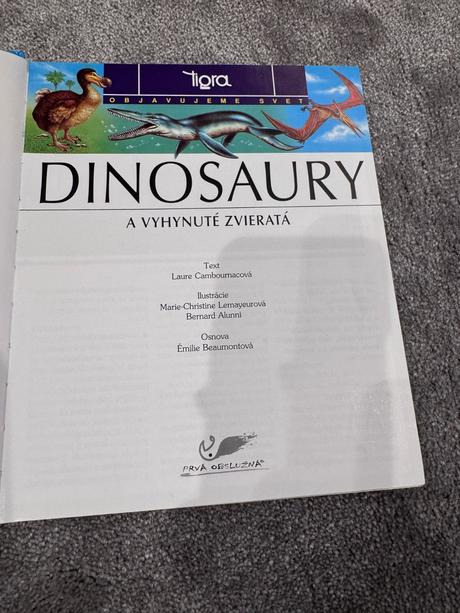 tigra
OBJAVUJEME SVET
DINOSAURY
A VYHYNUTÉ ZVIERATÁ
Text
Laure Cambournacová
Ilustrácie
Marie-Christine Lemayeurová
Bernard Alunni
Osnova
Émilie Beaumontová
PRVÁ OBSLUŽNÁ